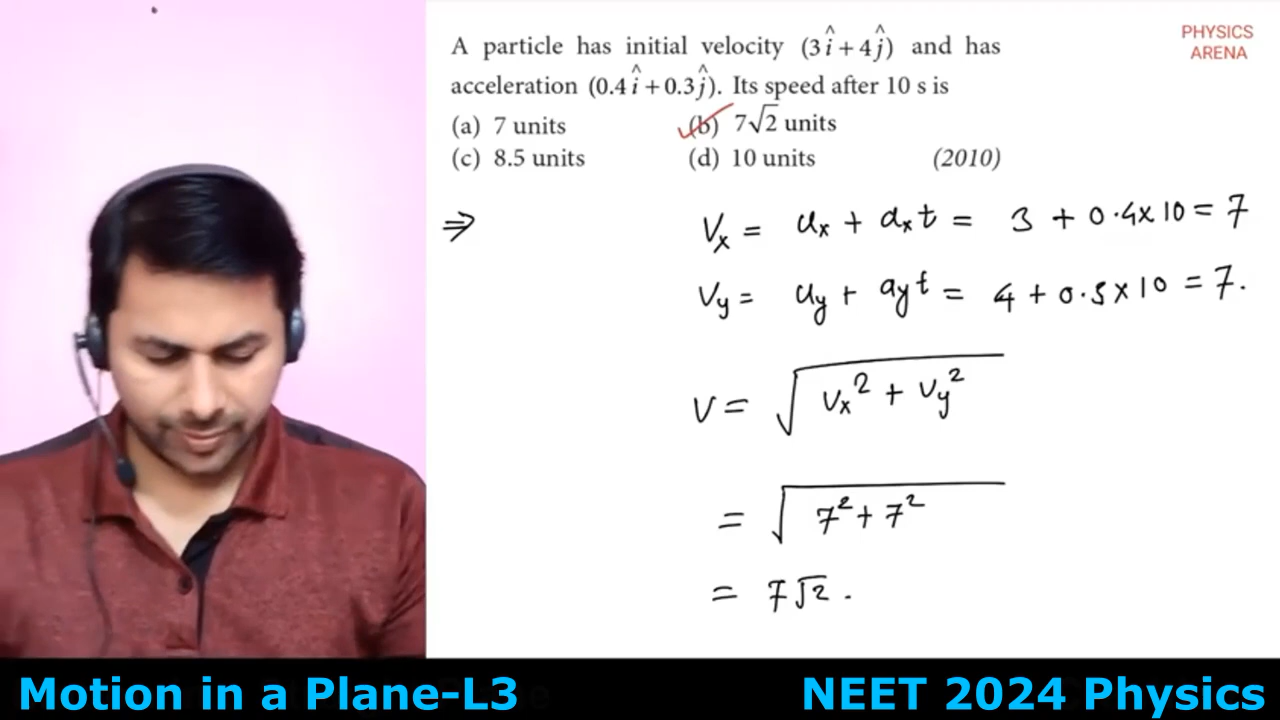 PHYSICS
ARENA
A particle has initial velocity (3î + 4ĵ) and has
acceleration (0.4î + 0.3ĵ). Its speed after 10 s is
(a) 7 units (b) 7√2 units
(c) 8.5 units (d) 10 units (2010)
⇒ Vₓ = uₓ + aₓt = 3 + 0.4×10 = 7
Vy = uy + ayt = 4 + 0.3×10 = 7.
V = √(Vₓ² + Vy²)
= √(7² + 7²)
= 7√2.
Motion in a Plane-L3
NEET 2024 Physics